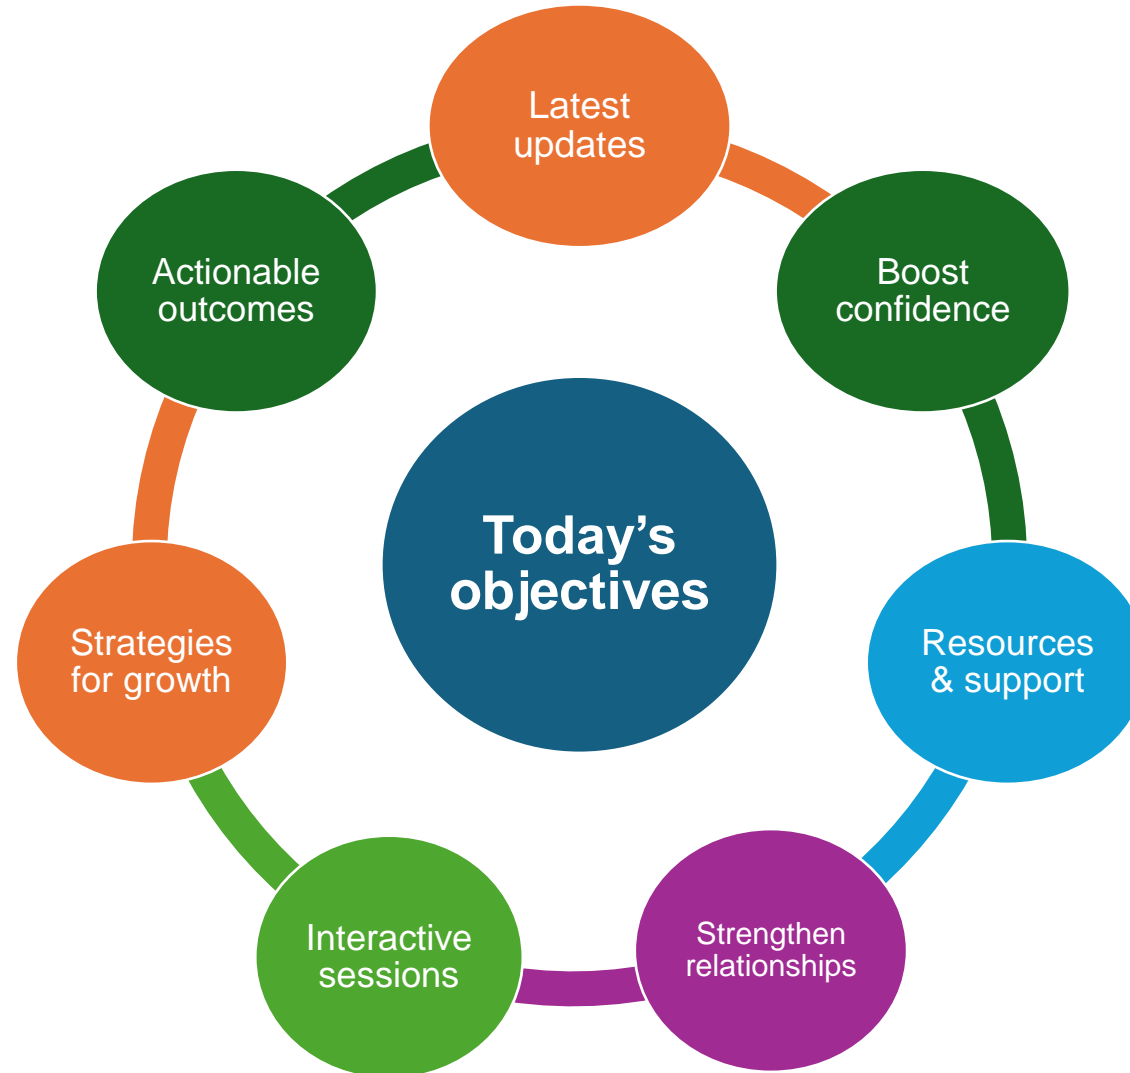 Latest
updates
Boost
confidence
Resources
& support
Strengthen
relationships
Interactive
sessions
Strategies
for growth
Actionable
outcomes
Today’s
objectives